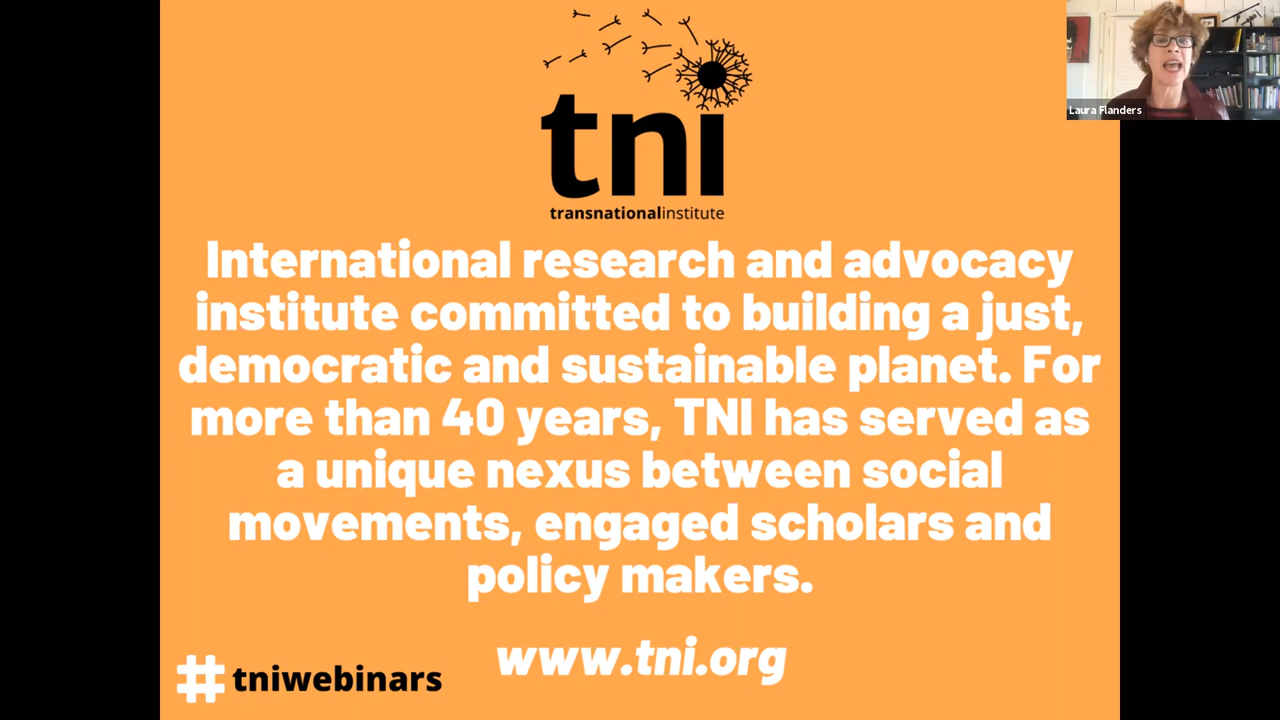 tni
transnationalinstitute
Laura Flanders
International research and advocacy
institute committed to building a just,
democratic and sustainable planet. For
more than 40 years, TNI has served as
a unique nexus between social
movements, engaged scholars and
policy makers.
www.tni.org
#tniwebinars